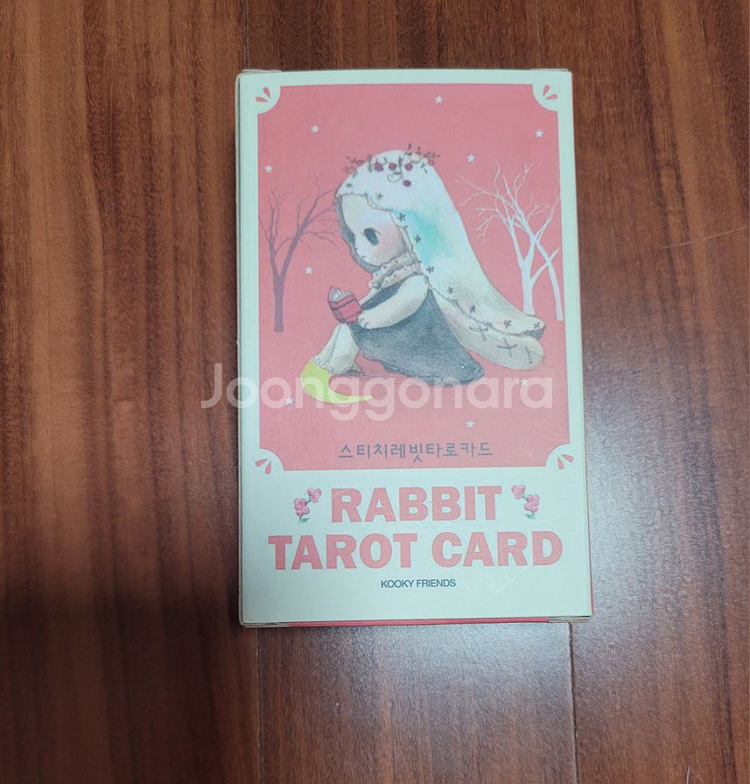 Joonggonara
스티치레빗타로카드
RABBIT
TAROT CARD
KOOKY FRIENDS